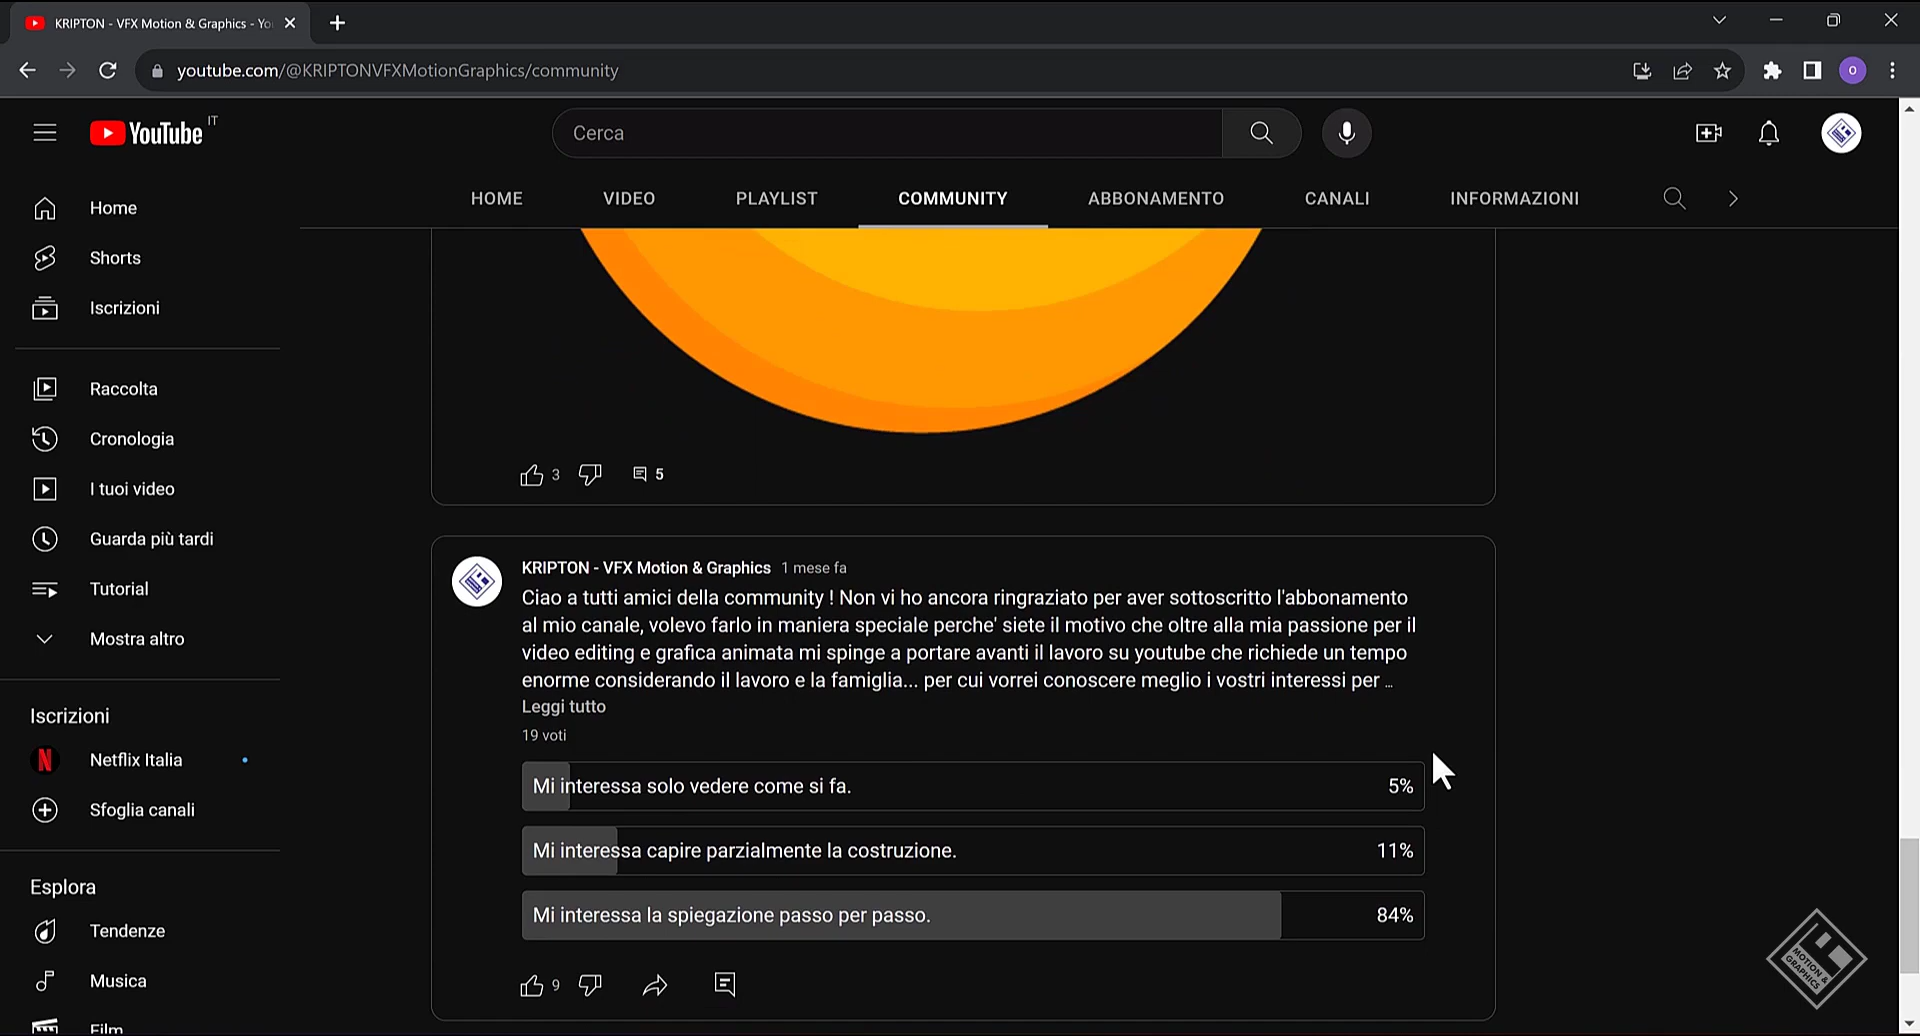 KRIPTON - VFX Motion & Graphics - Yo
youtube.com/@KRIPTONVFXMotionGraphics/community
O
YouTube IT
Cerca
HOME
VIDEO
PLAYLIST
COMMUNITY
ABBONAMENTO
CANALI
INFORMAZIONI
Home
Shorts
Iscrizioni
Raccolta
Cronologia
I tuoi video
Guarda più tardi
Tutorial
Mostra altro
Iscrizioni
Netflix Italia
Sfoglia canali
Esplora
Tendenze
Musica
Film
3
5
KRIPTON - VFX Motion & Graphics 1 mese fa
Ciao a tutti amici della community ! Non vi ho ancora ringraziato per aver sottoscritto l'abbonamento
al mio canale, volevo farlo in maniera speciale perche' siete il motivo che oltre alla mia passione per il
video editing e grafica animata mi spinge a portare avanti il lavoro su youtube che richiede un tempo
enorme considerando il lavoro e la famiglia... per cui vorrei conoscere meglio i vostri interessi per ...
Leggi tutto
19 voti
Mi interessa solo vedere come si fa. 5%
Mi interessa capire parzialmente la costruzione. 11%
Mi interessa la spiegazione passo per passo. 84%
9
MOTION &
GRAPHICS